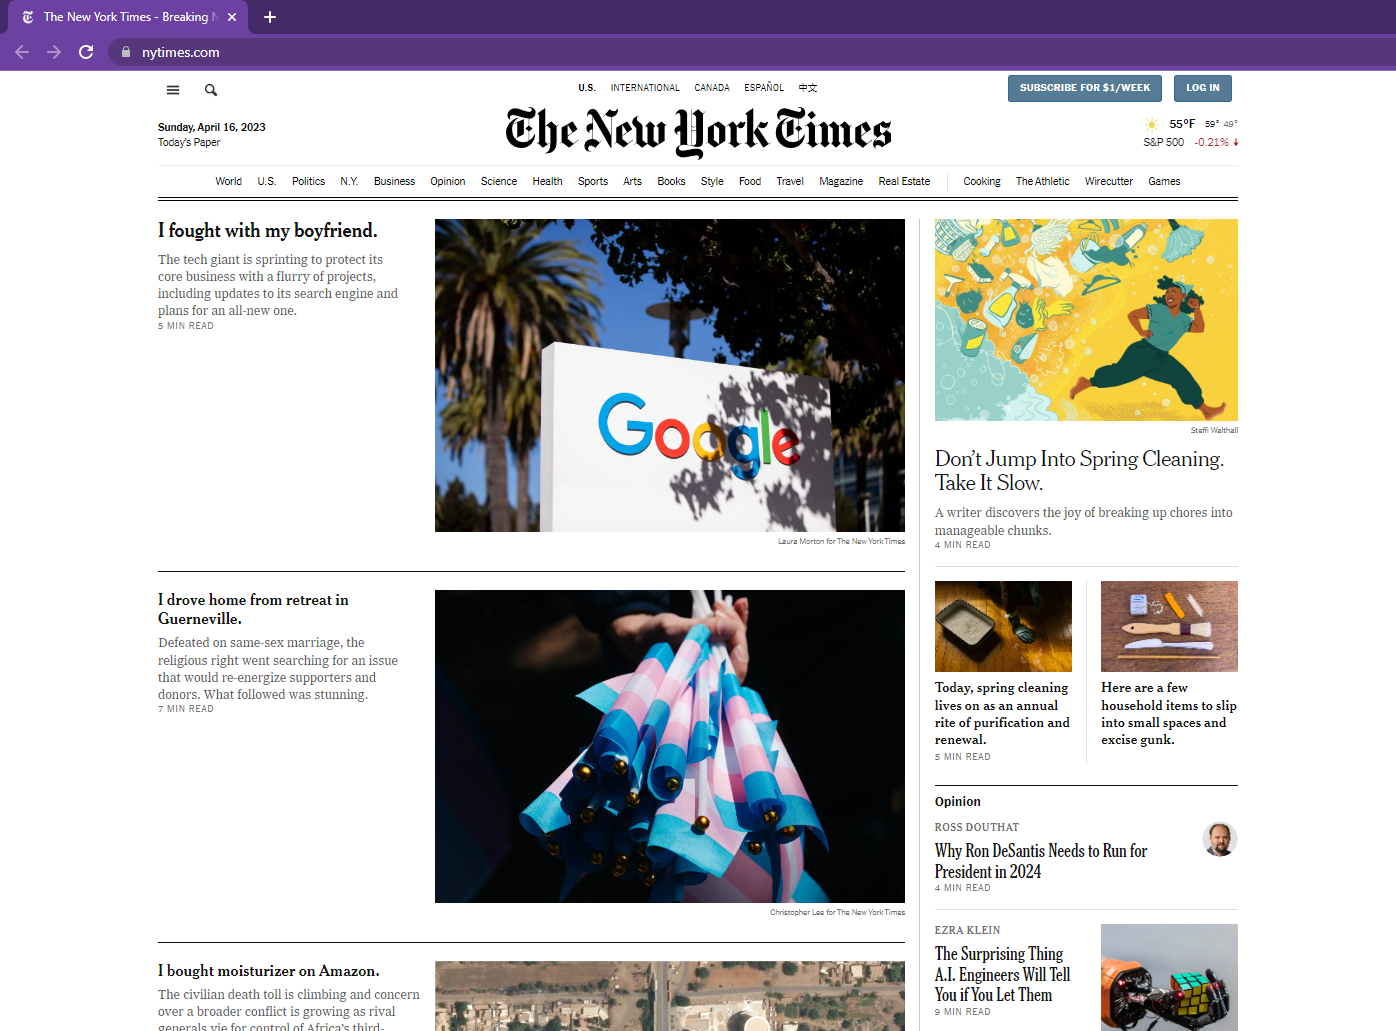 The New York Times - Breaking N
nytimes.com
U.S. INTERNATIONAL CANADA ESPAÑOL 中文
SUBSCRIBE FOR $1/WEEK LOG IN
Sunday, April 16, 2023
Today's Paper
The New York Times
55°F 59° 49°
S&P 500 -0.21%
World U.S. Politics N.Y. Business Opinion Science Health Sports Arts Books Style Food Travel Magazine Real Estate Cooking The Athletic Wirecutter Games
I fought with my boyfriend.
The tech giant is sprinting to protect its
core business with a flurry of projects,
including updates to its search engine and
plans for an all-new one.
5 MIN READ
Google
Laura Morton for The New York Times
I drove home from retreat in
Guerneville.
Defeated on same-sex marriage, the
religious right went searching for an issue
that would re-energize supporters and
donors. What followed was stunning.
7 MIN READ
Christopher Lee for The New York Times
I bought moisturizer on Amazon.
The civilian death toll is climbing and concern
over a broader conflict is growing as rival
generals vie for control of Africa's third-
Steffi Walthall
Don't Jump Into Spring Cleaning.
Take It Slow.
A writer discovers the joy of breaking up chores into
manageable chunks.
4 MIN READ
Today, spring cleaning
lives on as an annual
rite of purification and
renewal.
5 MIN READ
Here are a few
household items to slip
into small spaces and
excise gunk.
Opinion
ROSS DOUTHAT
Why Ron DeSantis Needs to Run for
President in 2024
4 MIN READ
EZRA KLEIN
The Surprising Thing
A.I. Engineers Will Tell
You if You Let Them
9 MIN READ